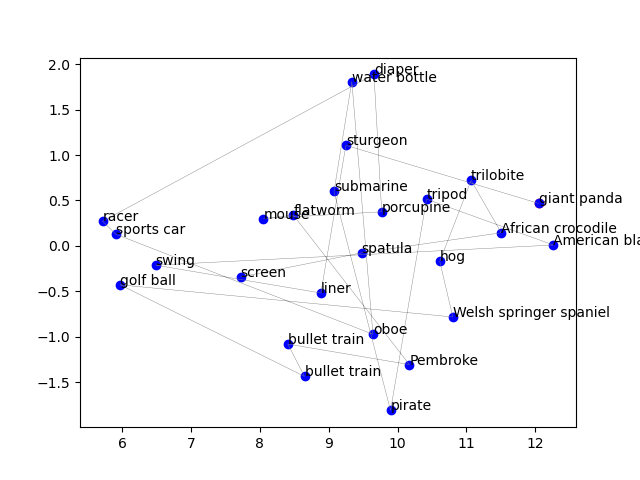 2.0
1.5
1.0
0.5
0.0
−0.5
−1.0
−1.5
6 7 8 9 10 11 12
diaper
water bottle
sturgeon
trilobite
submarine
tripod
giant panda
racer
mouse
flatworm
porcupine
sports car
African crocodile
American bla
spatula
hog
swing
screen
golf ball
liner
Welsh springer spaniel
oboe
bullet train
Pembroke
bullet train
pirate